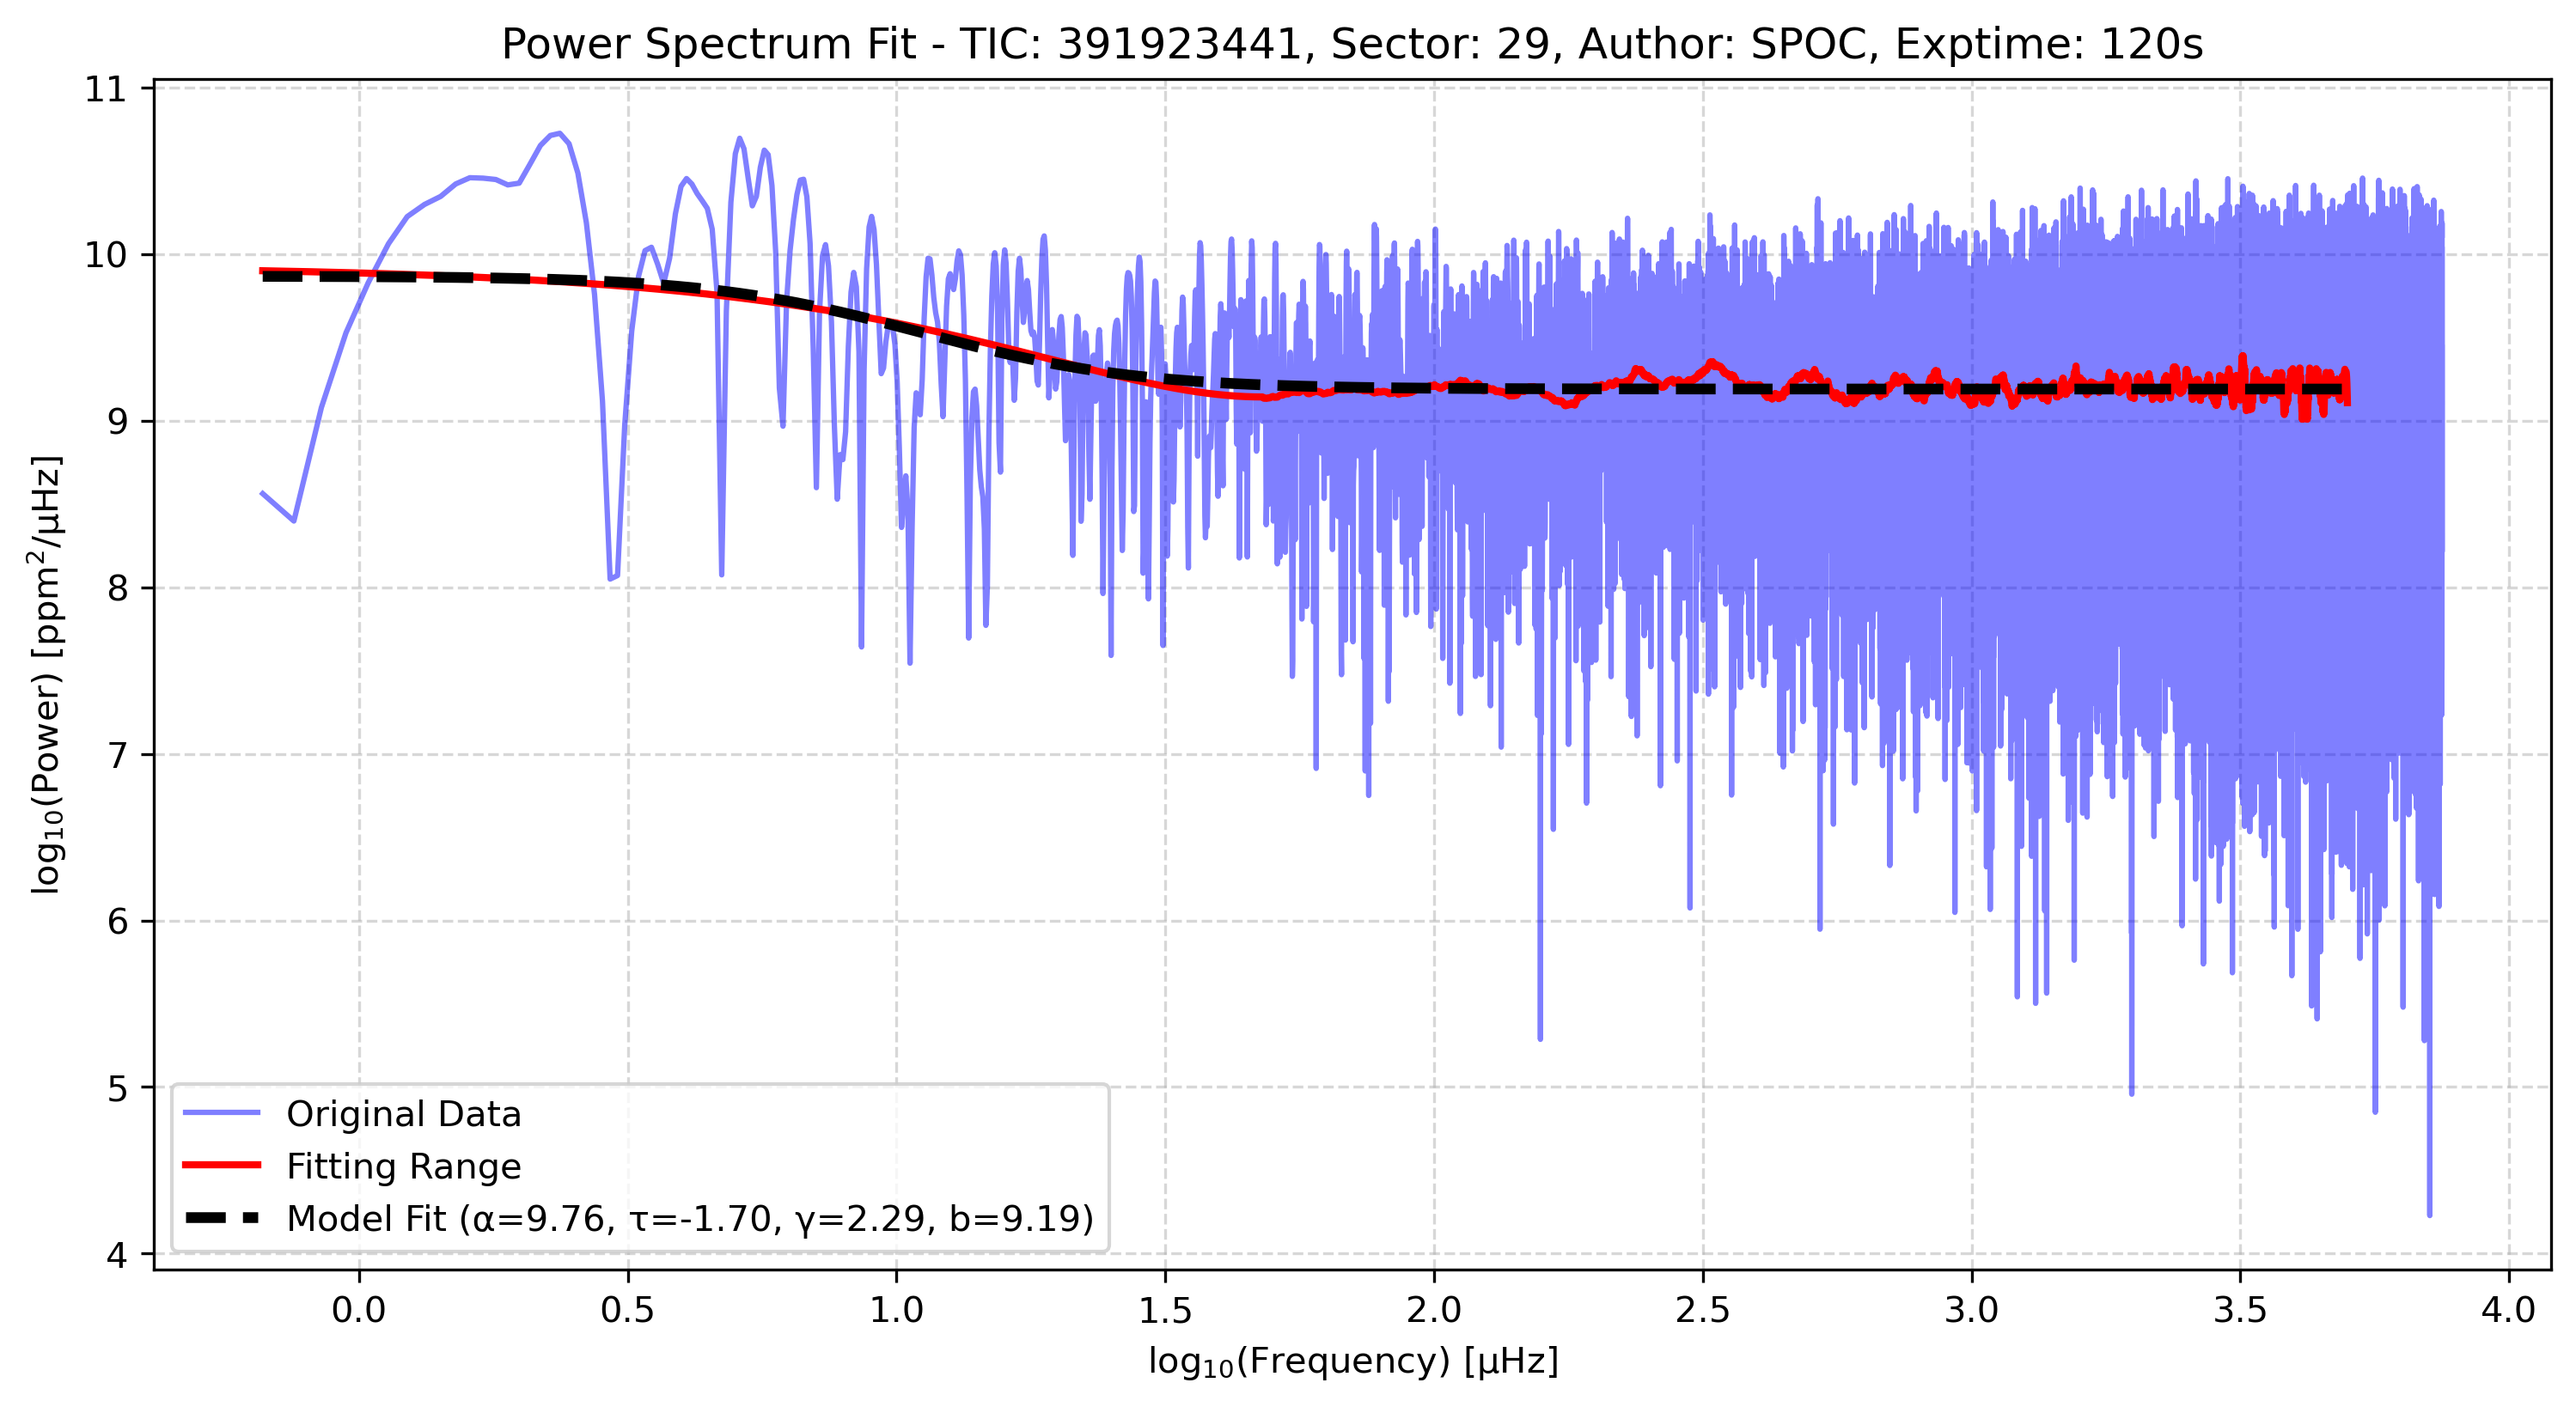 Power Spectrum Fit - TIC: 391923441, Sector: 29, Author: SPOC, Exptime: 120s
11
10
9
8
7
6
5
4
log₁₀(Power) [ppm²/μHz]
Original Data
Fitting Range
Model Fit (α=9.76, τ=-1.70, γ=2.29, b=9.19)
0.0 0.5 1.0 1.5 2.0 2.5 3.0 3.5 4.0
log₁₀(Frequency) [μHz]